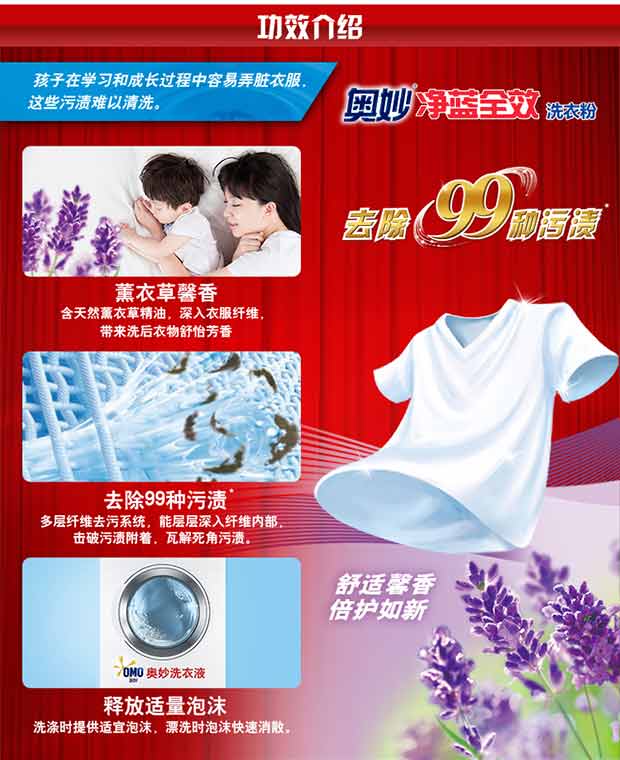 功效介绍
孩子在学习和成长过程中容易弄脏衣服，
这些污渍难以清洗。
奥妙®净蓝全效 洗衣粉
去除99种污渍*
薰衣草馨香
含天然薰衣草精油，深入衣服纤维，
带来洗后衣物舒怡芳香
去除99种污渍*
多层纤维去污系统，能层层深入纤维内部，
击破污渍附着，瓦解死角污渍。
舒适馨香
倍护如新
OMO 奥妙洗衣液
释放适量泡沫
洗涤时提供适宜泡沫，漂洗时泡沫快速消散。